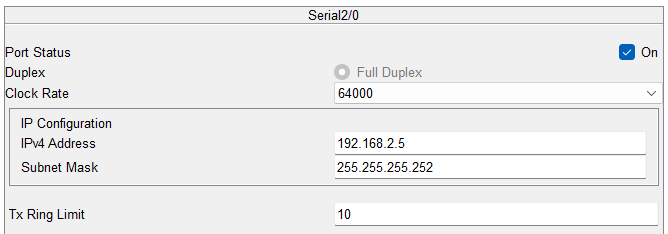 Serial2/0
Port Status On
Duplex Full Duplex
Clock Rate 64000
IP Configuration
IPv4 Address 192.168.2.5
Subnet Mask 255.255.255.252
Tx Ring Limit 10